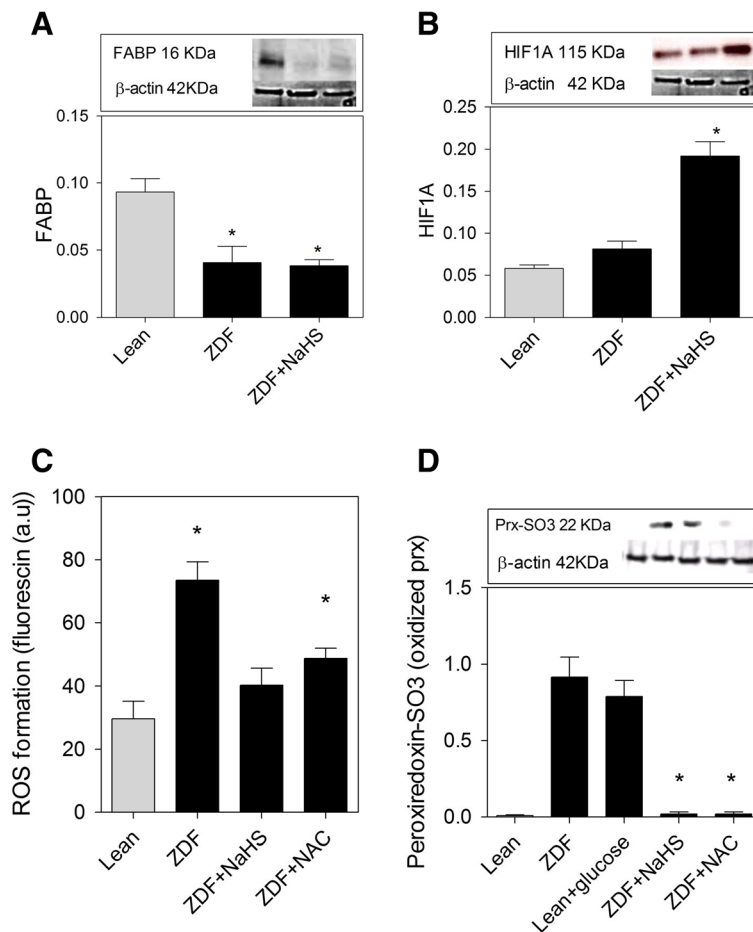 A
FABP 16 KDa
β-actin 42KDa
FABP
0.15
0.10
0.05
0.00
*
*
Lean
ZDF
ZDF+NaHS
B
HIF1A 115 KDa
β-actin 42 KDa
HIF1A
0.25
0.20
0.15
0.10
0.05
0.00
*
Lean
ZDF
ZDF+NaHS
C
ROS formation (fluorescin (a.u))
100
80
60
40
20
0
*
*
Lean
ZDF
ZDF+NaHS
ZDF+NAC
D
Prx-SO3 22 KDa
β-actin 42KDa
Peroxiredoxin-SO3 (oxidized prx)
1.5
1.0
0.5
0.0
*
*
Lean
ZDF
Lean+glucose
ZDF+NaHS
ZDF+NAC